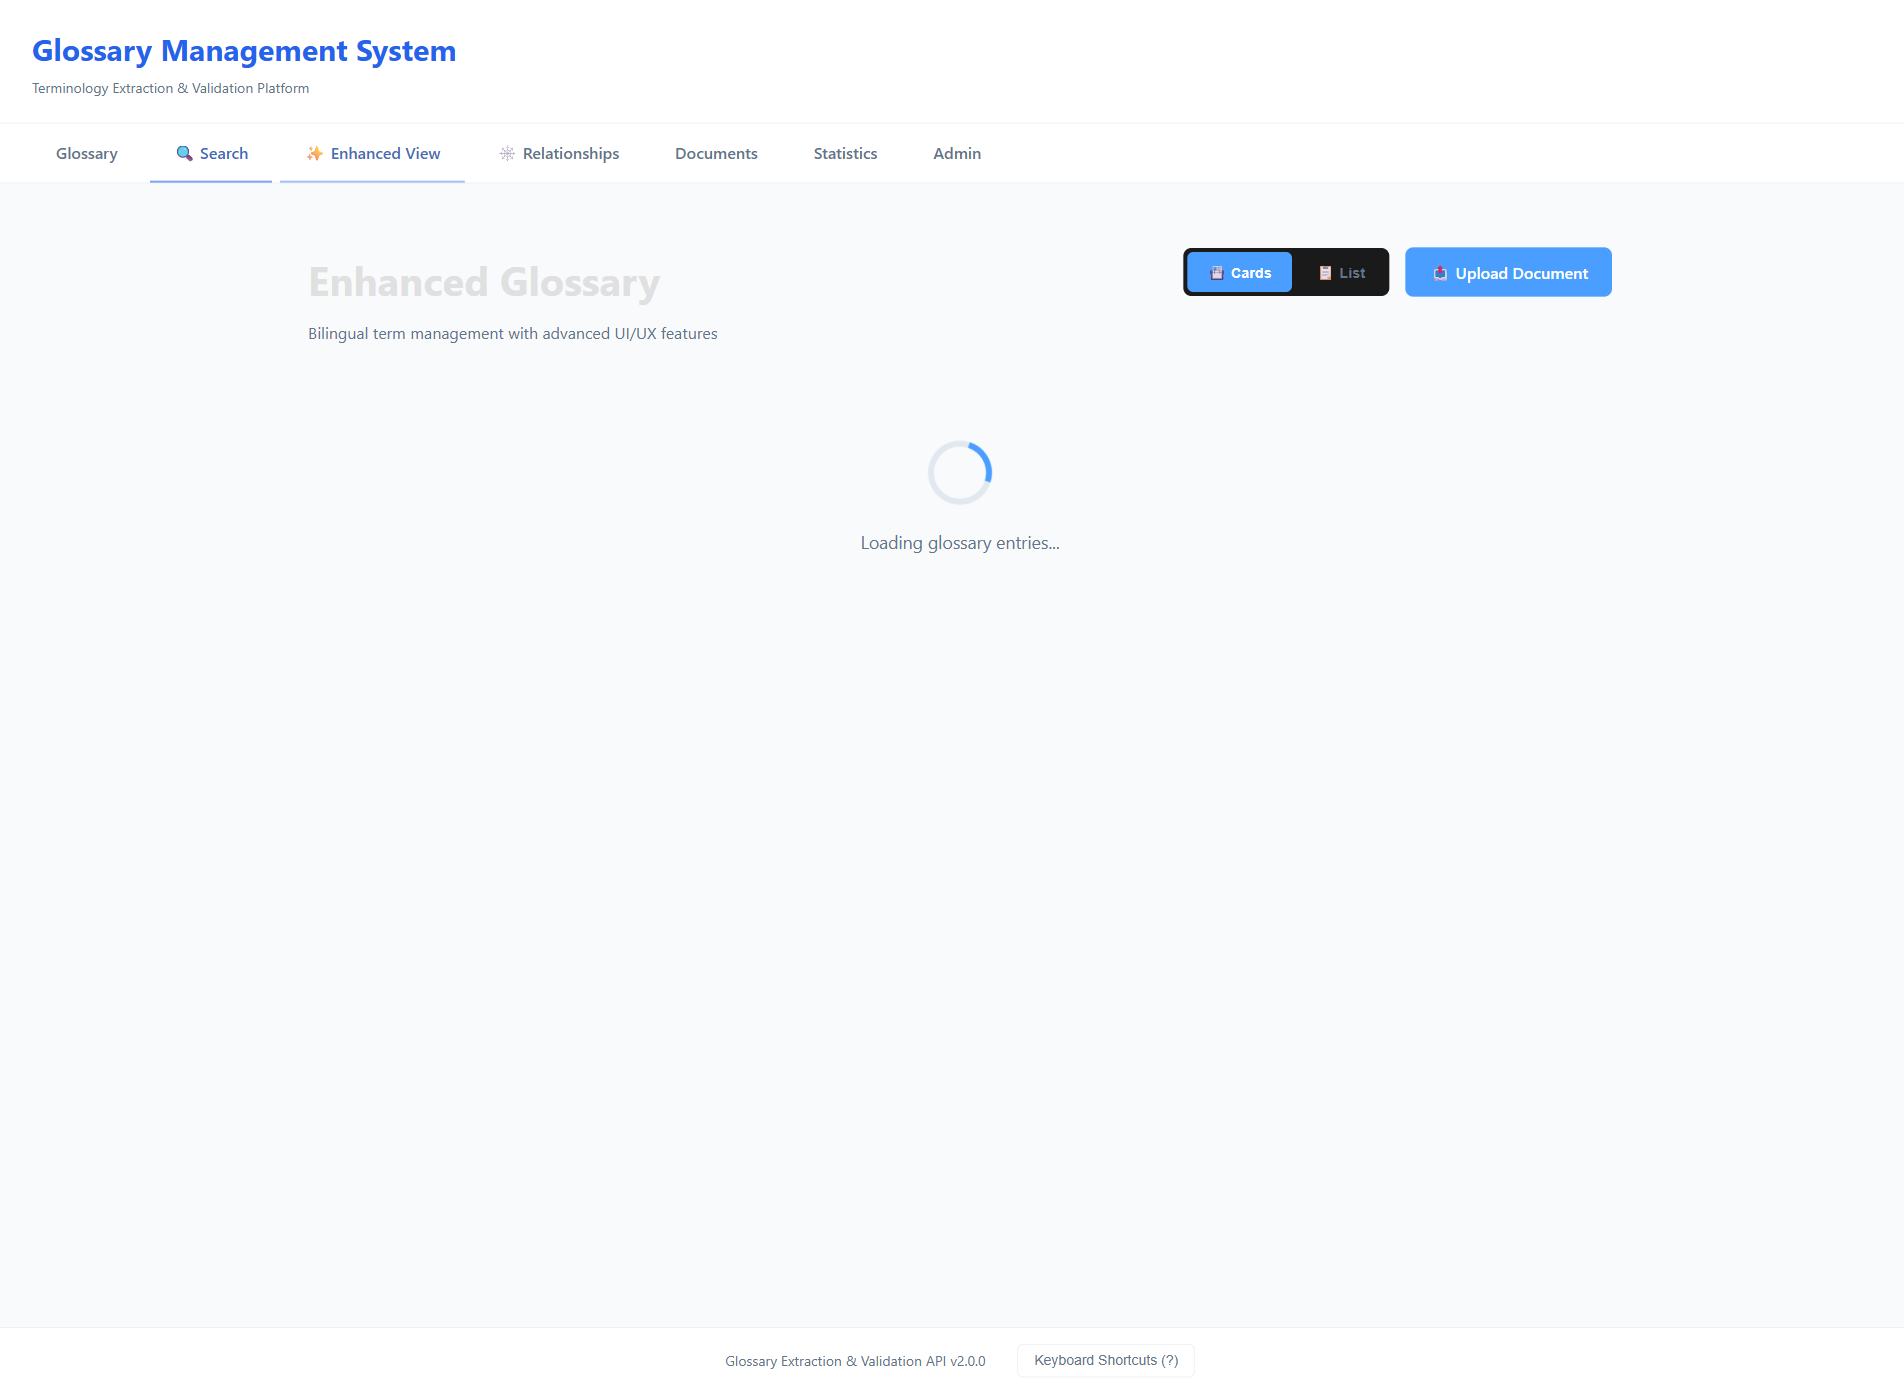 Glossary Management System
Terminology Extraction & Validation Platform
Glossary
🔍 Search
✨ Enhanced View
🕸️ Relationships
Documents
Statistics
Admin
Enhanced Glossary
Cards
📋 List
📤 Upload Document
Bilingual term management with advanced UI/UX features
Loading glossary entries...
Glossary Extraction & Validation API v2.0.0
Keyboard Shortcuts (?)